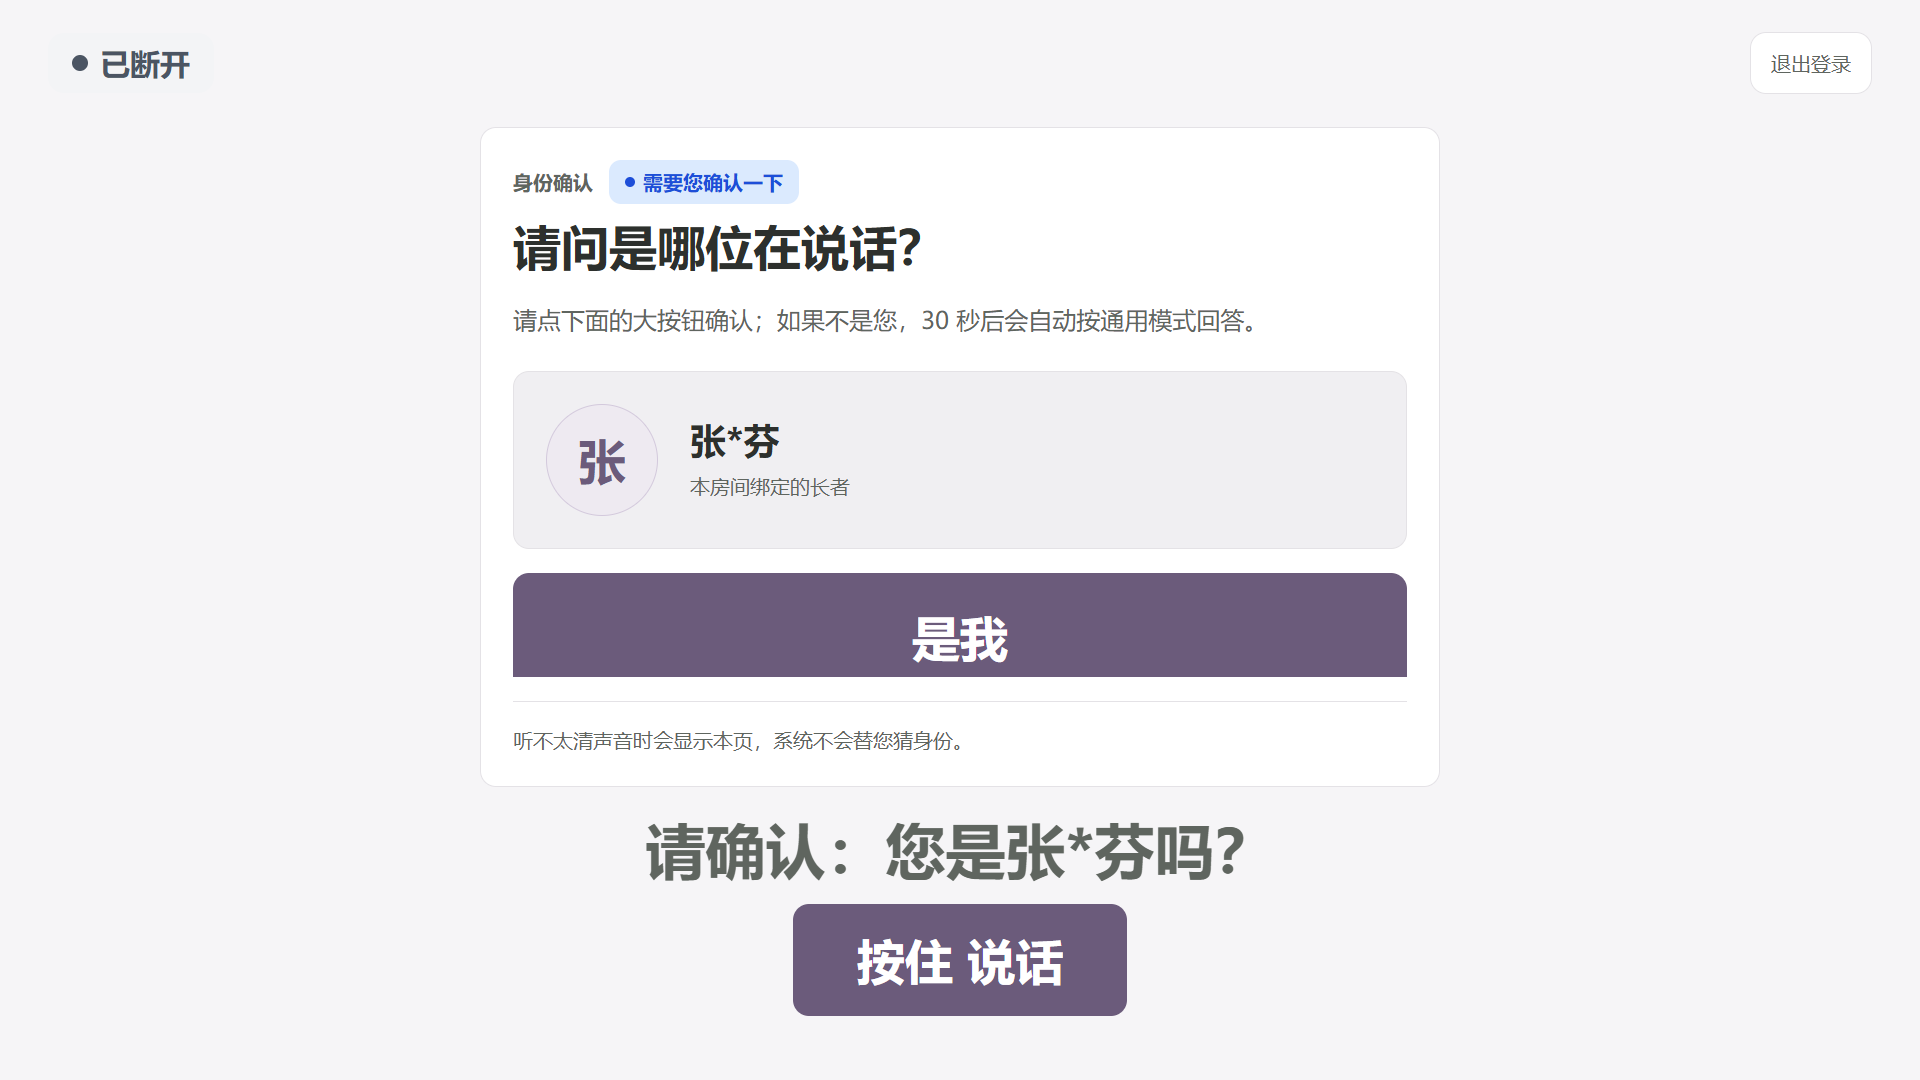 已断开
退出登录
身份确认
需要您确认一下
请问是哪位在说话？
请点下面的大按钮确认；如果不是您，30 秒后会自动按通用模式回答。
张
张*芬
本房间绑定的长者
是我
听不太清声音时会显示本页，系统不会替您猜身份。
请确认：您是张*芬吗？
按住 说话